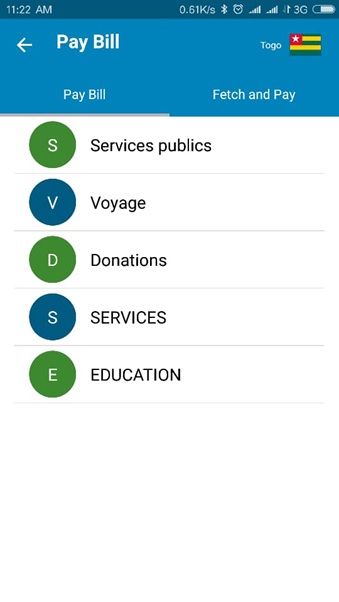 11:22 AM 0.61K/s 3G
Pay Bill Togo
Pay Bill Fetch and Pay
S Services publics
V Voyage
D Donations
S SERVICES
E EDUCATION